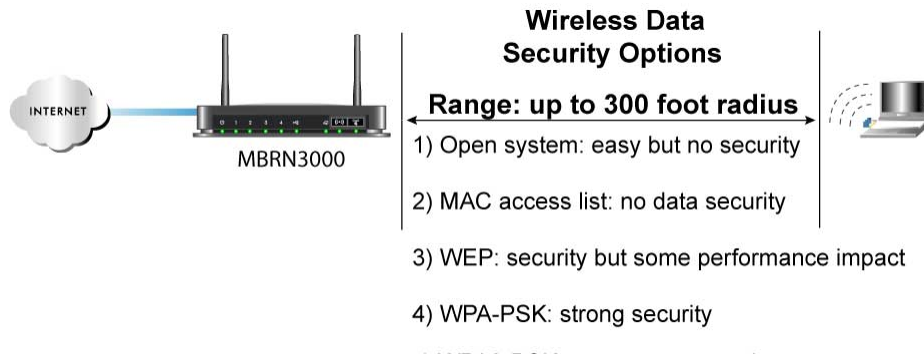 Wireless Data
Security Options
INTERNET
Range: up to 300 foot radius
MBRN3000
1) Open system: easy but no security
2) MAC access list: no data security
3) WEP: security but some performance impact
4) WPA-PSK: strong security